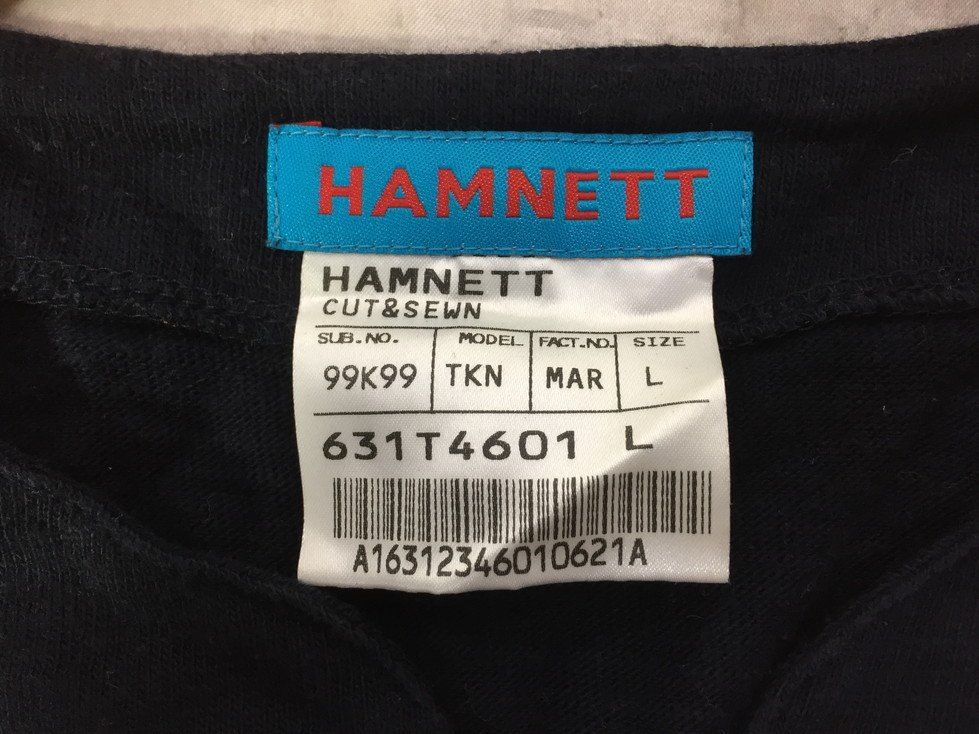 HAMNETT
HAMNETT
CUT&SEWN
SUB.NO. MODEL FACT.NO. SIZE
99K99 TKN MAR L
631T4601 L
A16312346010621A